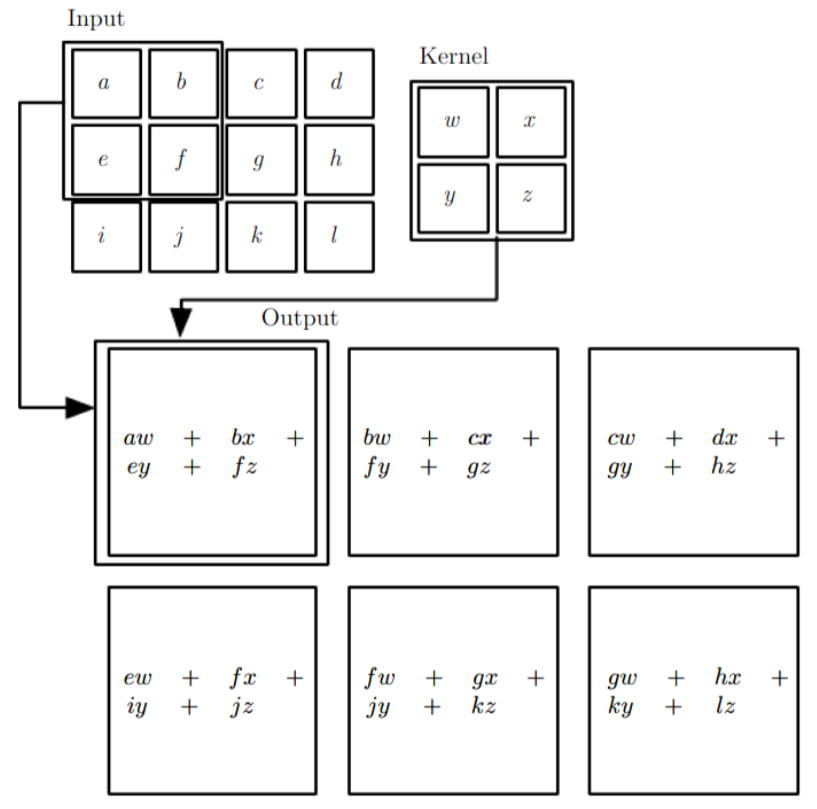 Input
a b c d
e f g h
i j k l
Kernel
w x
y z
Output
aw + bx +
ey + fz
bw + cx +
fy + gz
cw + dx +
gy + hz
ew + fx +
iy + jz
fw + gx +
jy + kz
gw + hx +
ky + lz